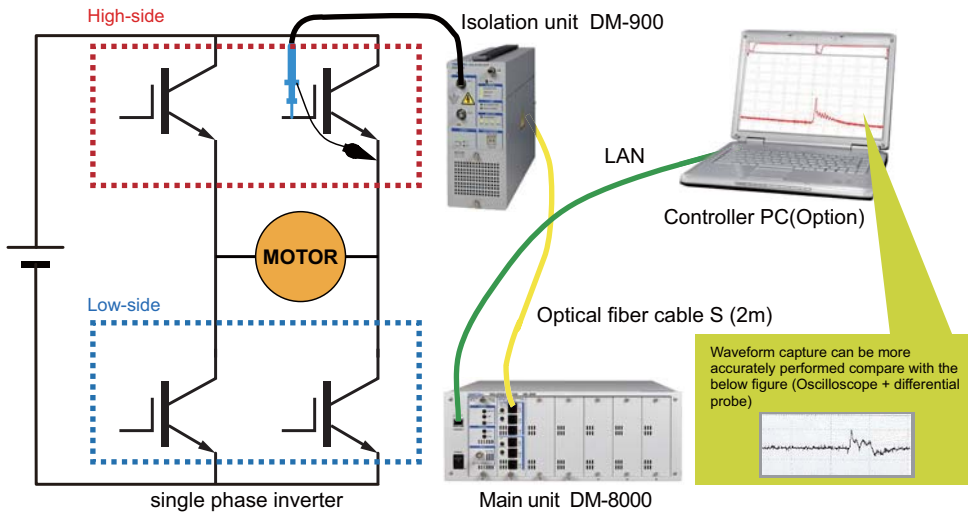 High-side
Isolation unit DM-900
LAN
Controller PC(Option)
MOTOR
Low-side
Optical fiber cable S (2m)
Waveform capture can be more
accurately performed compare with the
below figure (Oscilloscope + differential
probe)
single phase inverter
Main unit DM-8000